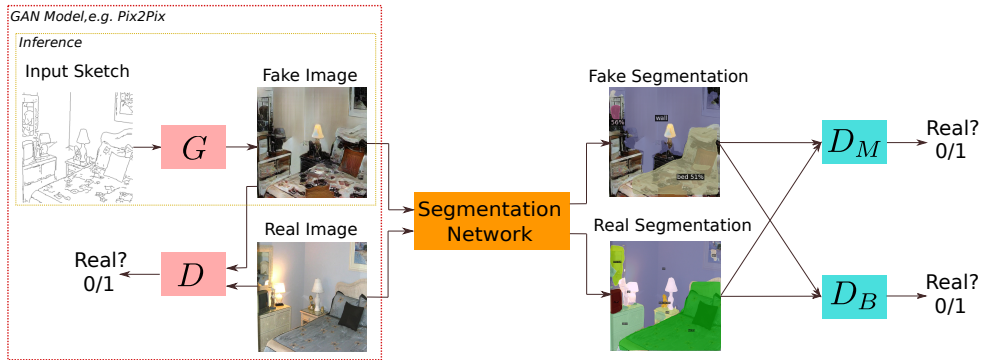 GAN Model,e.g. Pix2Pix
Inference
Input Sketch
Fake Image
G
Real Image
D
Real?
0/1
Segmentation
Network
Fake Segmentation
56%
wall
bed 51%
Real Segmentation
D_M
Real?
0/1
D_B
Real?
0/1